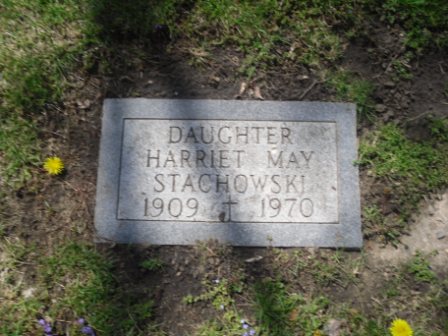 DAUGHTER
HARRIET MAY
STACHOWSKI
1909 ✝ 1970